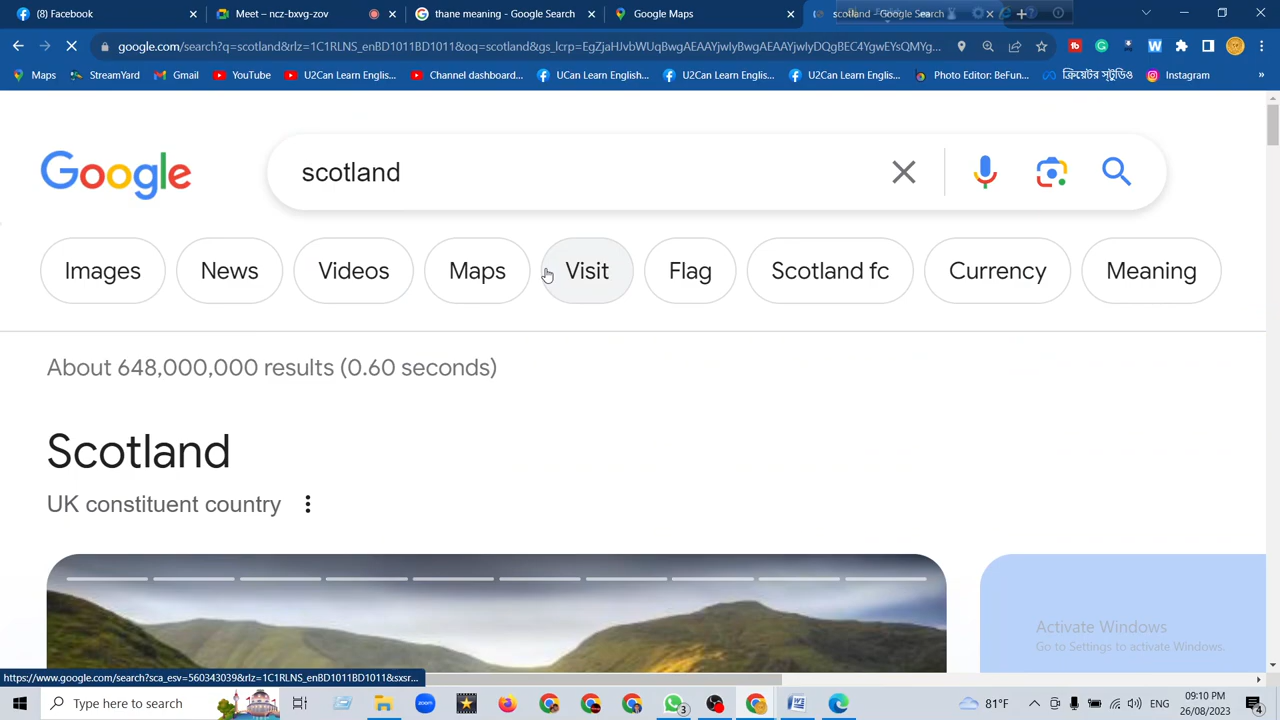 (8) Facebook
Meet – ncz-bxvg-zov
thane meaning - Google Search
Google Maps
scotland - Google Search
google.com/search?q=scotland&rlz=1C1RLNS_enBD1011BD1011&oq=scotland&gs_lcrp=EgZjaHJvbWUqBwgAEAAYjwIyBwgAEAAYjwIyDQgBEC4YgwEYsQMYg...
Maps
StreamYard
Gmail
YouTube
U2Can Learn Englis...
Channel dashboard...
UCan Learn English...
U2Can Learn Englis...
U2Can Learn Englis...
Photo Editor: BeFun...
ক্রিয়েটর স্টুডিও
Instagram
»
Google
scotland
Images
News
Videos
Maps
Visit
Flag
Scotland fc
Currency
Meaning
About 648,000,000 results (0.60 seconds)
Scotland
UK constituent country
Activate Windows
Go to Settings to activate Windows.
https://www.google.com/search?sca_esv=560343039&rlz=1C1RLNS_enBD1011BD1011&sxsr...
Type here to search
zoom
3
81°F
ENG
09:10 PM
26/08/2023
4